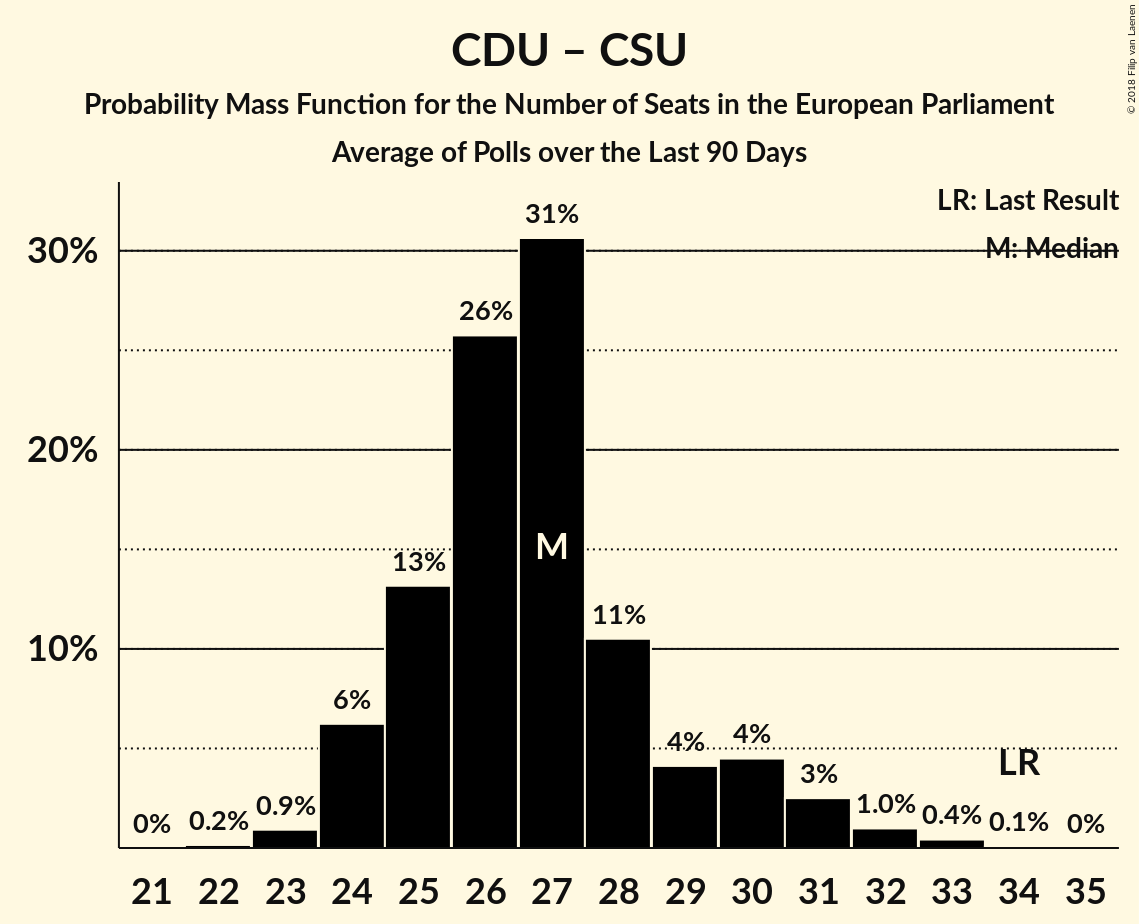 CDU – CSU
Probability Mass Function for the Number of Seats in the European Parliament
Average of Polls over the Last 90 Days
© 2018 Filip van Laenen
LR: Last Result
M: Median
30%
20%
10%
0%
0.2%
0.9%
6%
13%
26%
31%
11%
4%
4%
3%
1.0%
0.4%
0.1%
0%
M
LR
21 22 23 24 25 26 27 28 29 30 31 32 33 34 35